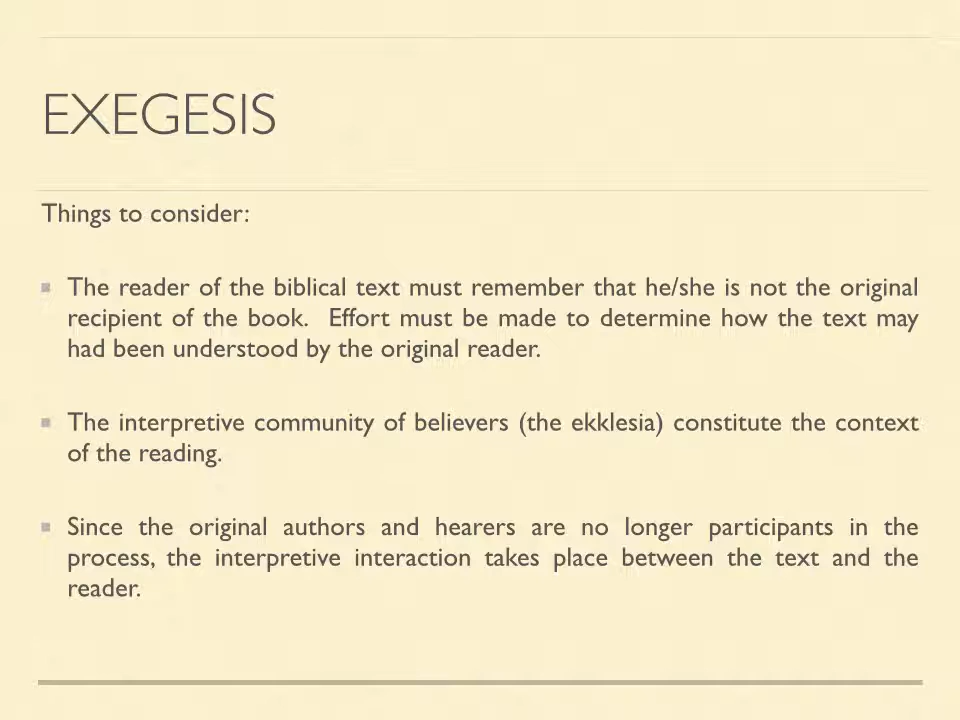 EXEGESIS
Things to consider:
The reader of the biblical text must remember that he/she is not the original
recipient of the book.  Effort must be made to determine how the text may
had been understood by the original reader.
The interpretive community of believers (the ekklesia) constitute the context
of the reading.
Since the original authors and hearers are no longer participants in the
process, the interpretive interaction takes place between the text and the
reader.